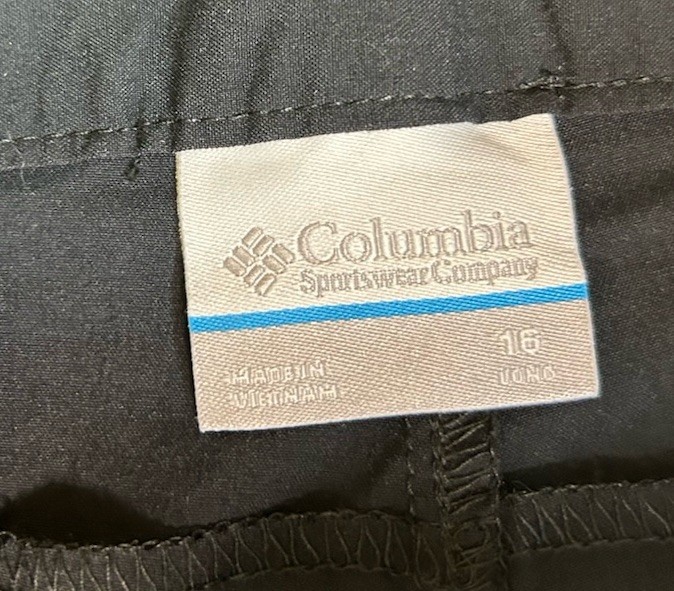 Columbia
Sportswear Company
16
LONG
MADE IN
VIETNAM